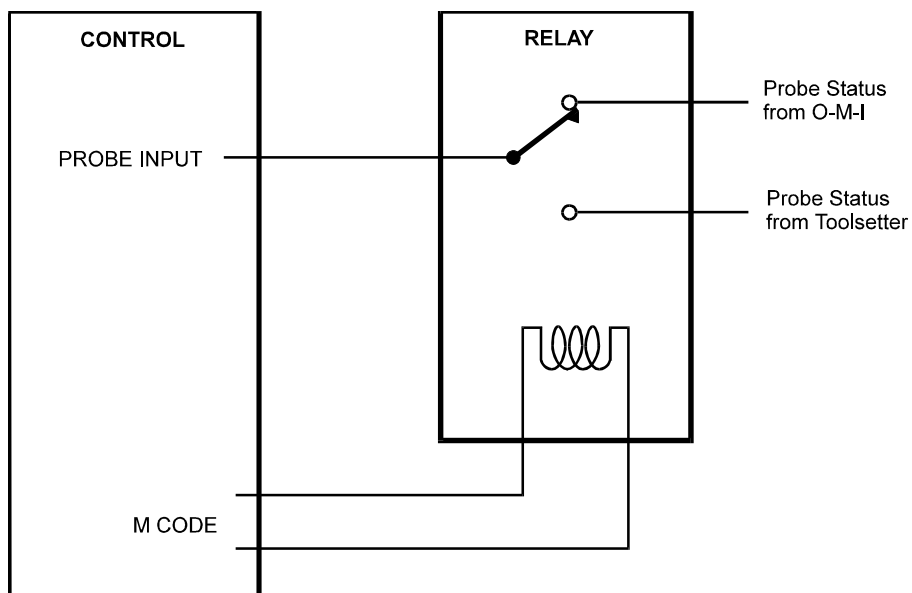 CONTROL
RELAY
Probe Status
from O-M-I
PROBE INPUT
Probe Status
from Toolsetter
M CODE